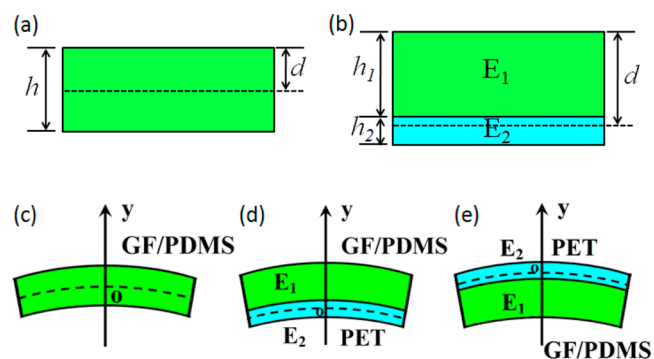 (a)
h
d
(b)
h1
E1
d
h2
E2
(c)
y
GF/PDMS
o
(d)
y
GF/PDMS
E1
o
E2
PET
(e)
y
E2
PET
o
E1
GF/PDMS